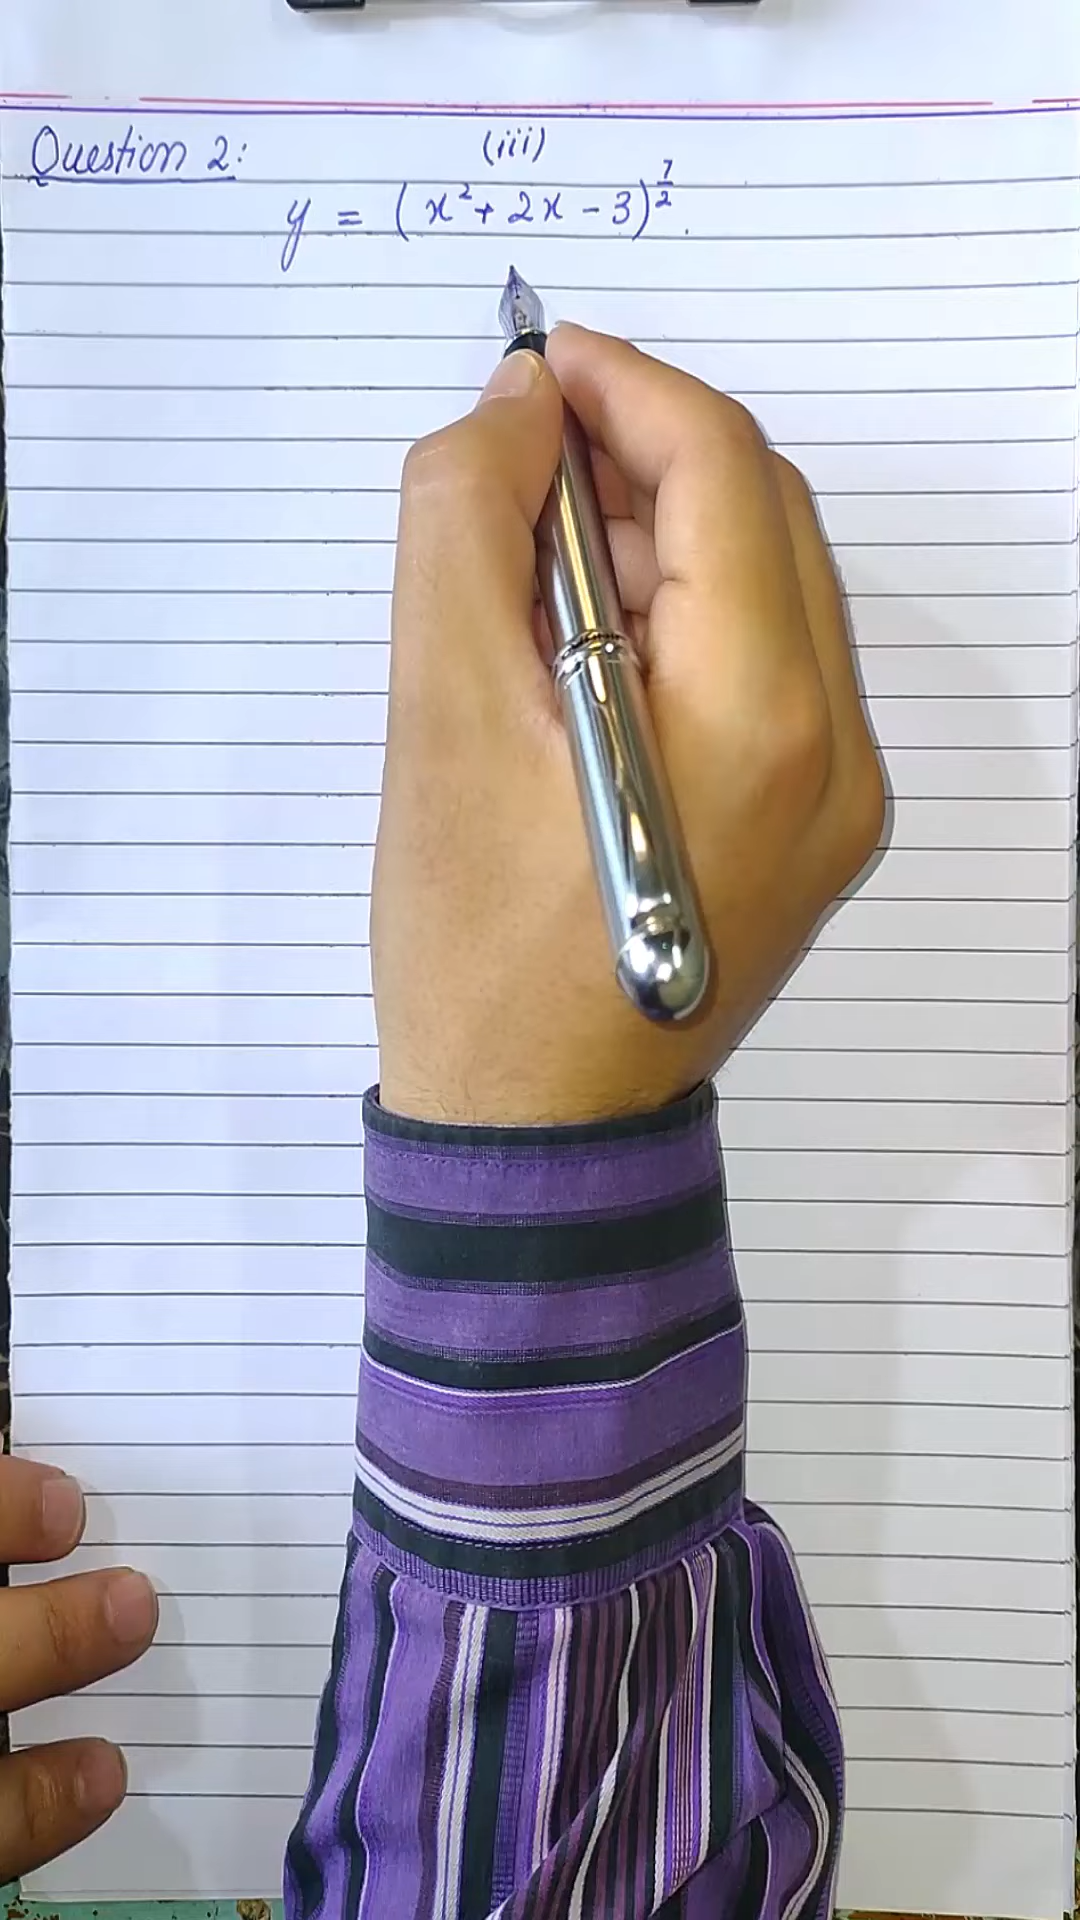 Question 2: (iii)
y = (x² + 2x - 3)^(7/2).